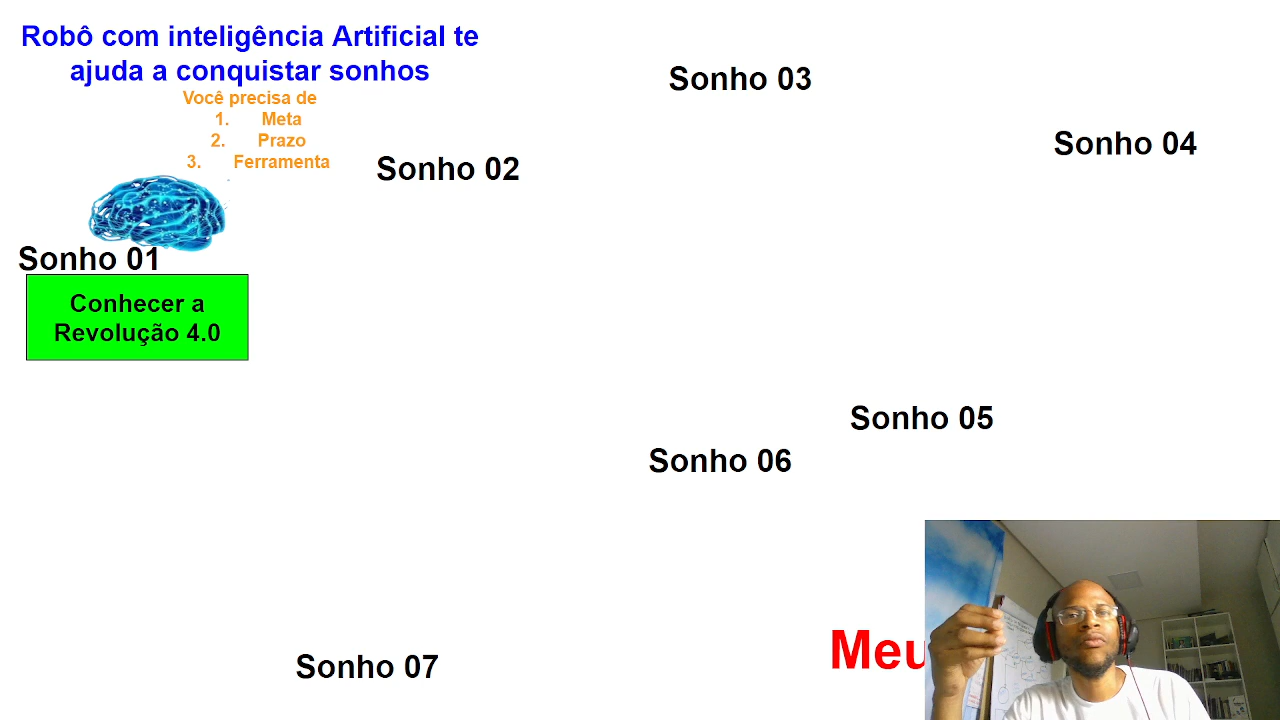 Robô com inteligência Artificial te
ajuda a conquistar sonhos
Você precisa de
1. Meta
2. Prazo
3. Ferramenta
Sonho 01
Conhecer a
Revolução 4.0
Sonho 02
Sonho 03
Sonho 04
Sonho 05
Sonho 06
Sonho 07
Meu